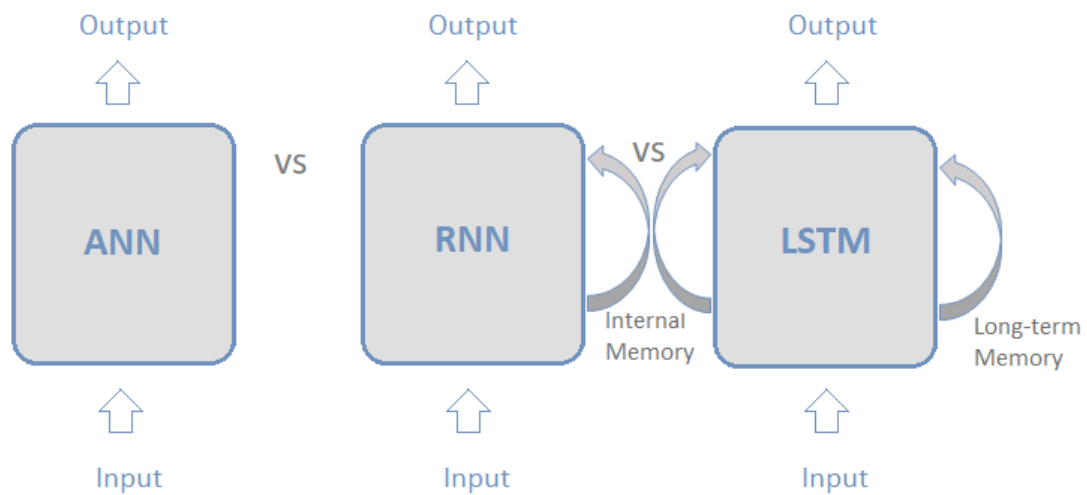 Output
Output
Output
VS
VS
ANN
RNN
LSTM
Internal
Memory
Long-term
Memory
Input
Input
Input